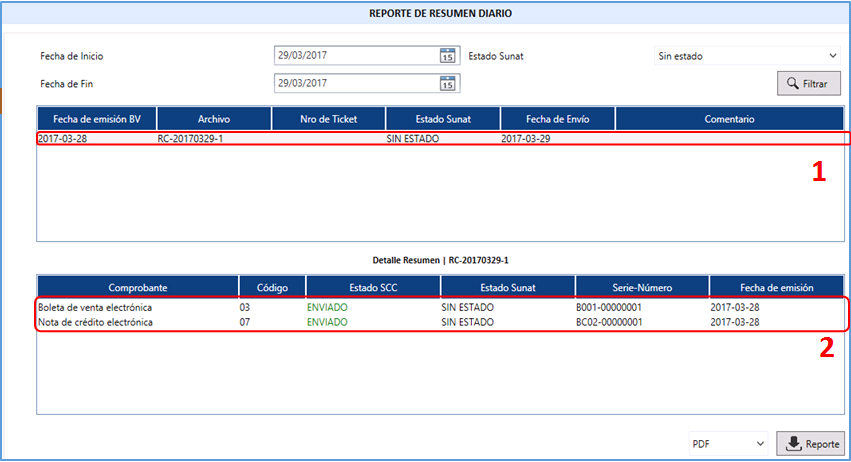 REPORTE DE RESUMEN DIARIO
Fecha de Inicio 29/03/2017 15 Estado Sunat Sin estado
Fecha de Fin 29/03/2017 15 Filtrar
Fecha de emisión BV Archivo Nro de Ticket Estado Sunat Fecha de Envío Comentario
2017-03-28 RC-20170329-1 SIN ESTADO 2017-03-29
1
Detalle Resumen | RC-20170329-1
Comprobante Código Estado SCC Estado Sunat Serie-Número Fecha de emisión
Boleta de venta electrónica 03 ENVIADO SIN ESTADO B001-00000001 2017-03-28
Nota de crédito electrónica 07 ENVIADO SIN ESTADO BC02-00000001 2017-03-28
2
PDF Reporte